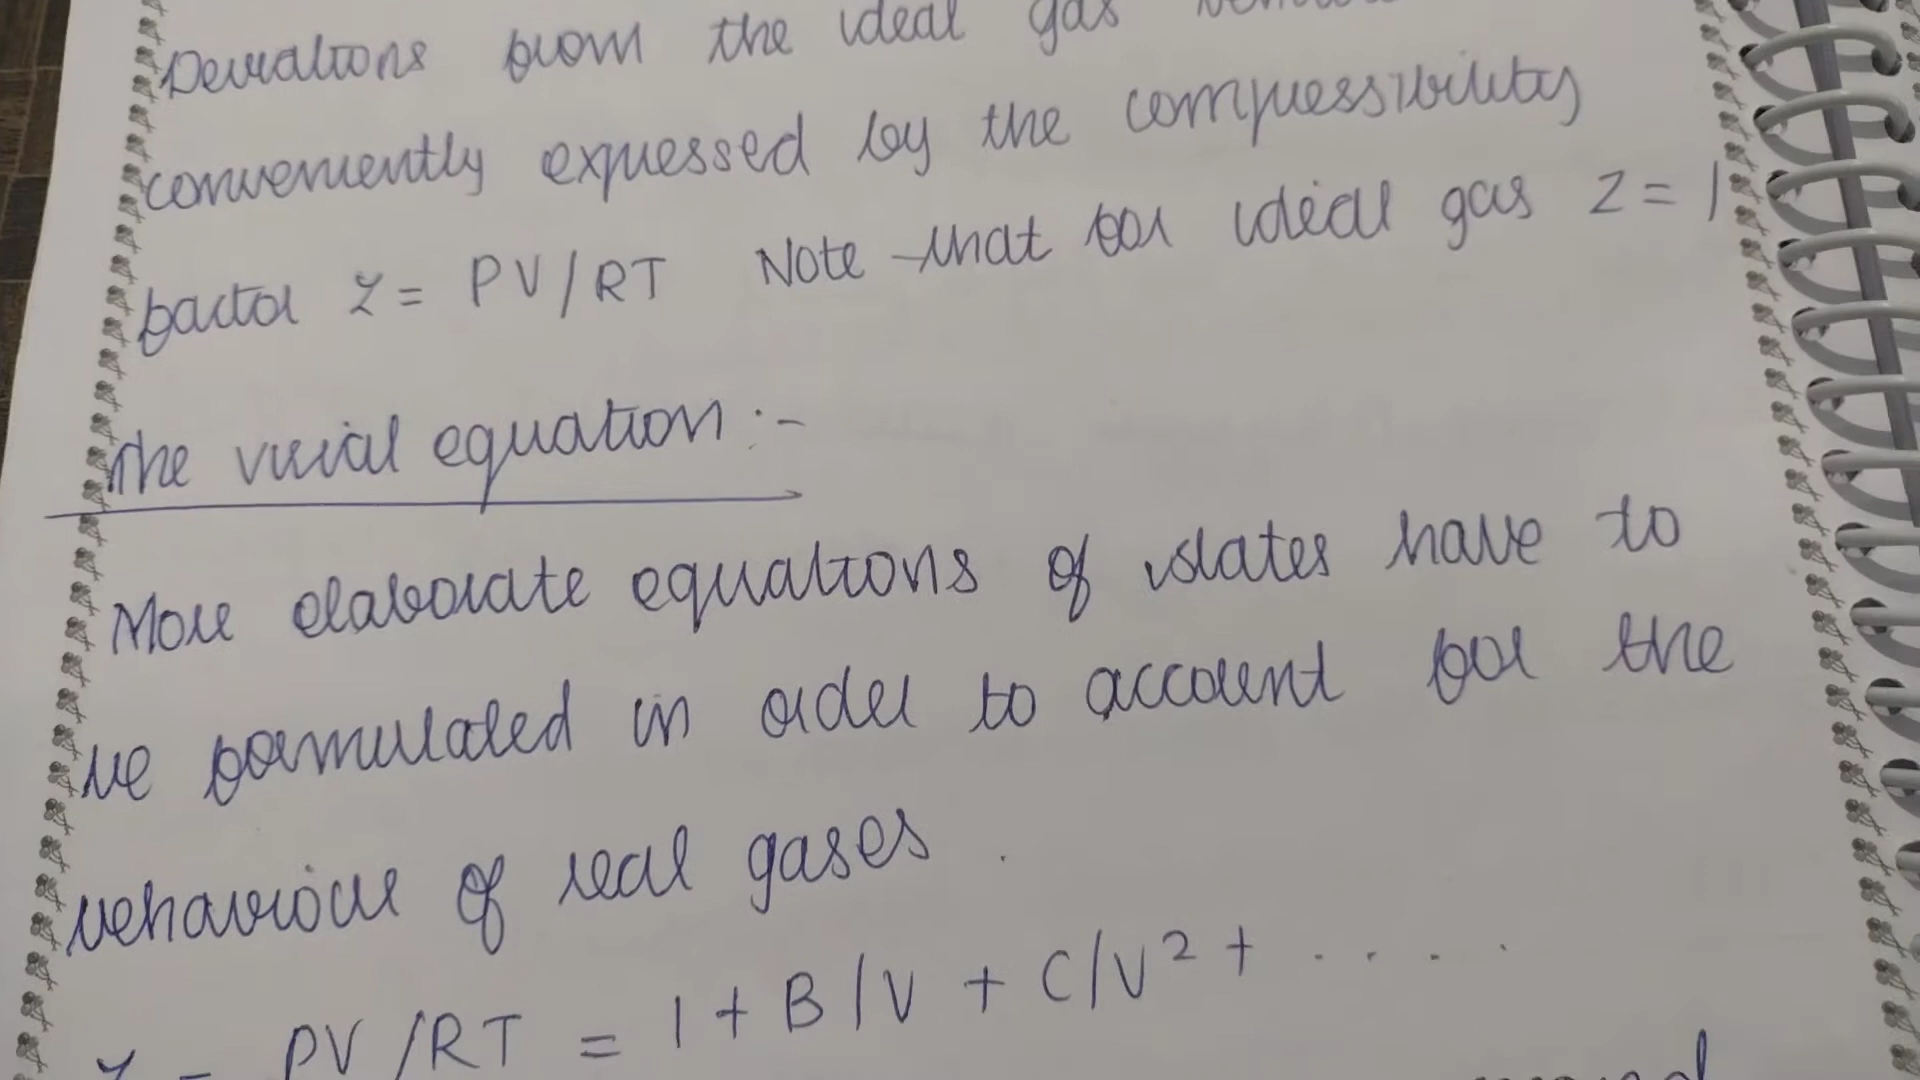 Deviations from the ideal gas
conveniently expressed by the compressibility
factor Z = PV/RT Note that for ideal gas Z = 1
The virial equation :-
More elaborate equations of states have to
be formulated in order to account for the
behaviour of real gases.
Z = PV/RT = 1 + B/V + C/V² + ....